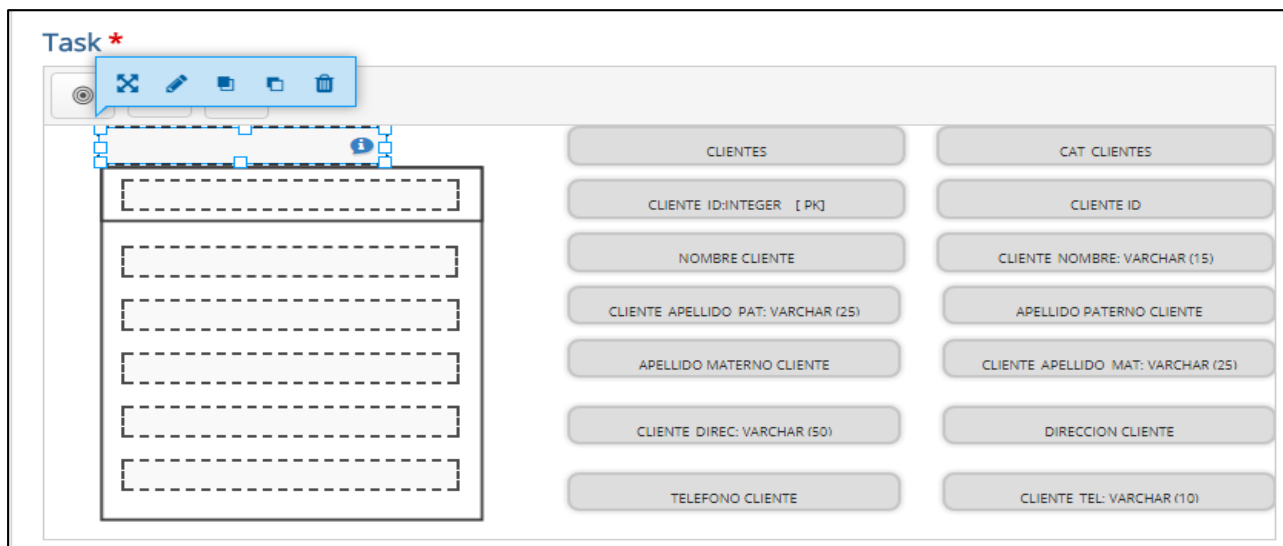 Task *
CLIENTES
CAT CLIENTES
CLIENTE ID:INTEGER [ PK]
CLIENTE ID
NOMBRE CLIENTE
CLIENTE NOMBRE: VARCHAR (15)
CLIENTE APELLIDO PAT: VARCHAR (25)
APELLIDO PATERNO CLIENTE
APELLIDO MATERNO CLIENTE
CLIENTE APELLIDO MAT: VARCHAR (25)
CLIENTE DIREC: VARCHAR (50)
DIRECCION CLIENTE
TELEFONO CLIENTE
CLIENTE TEL: VARCHAR (10)